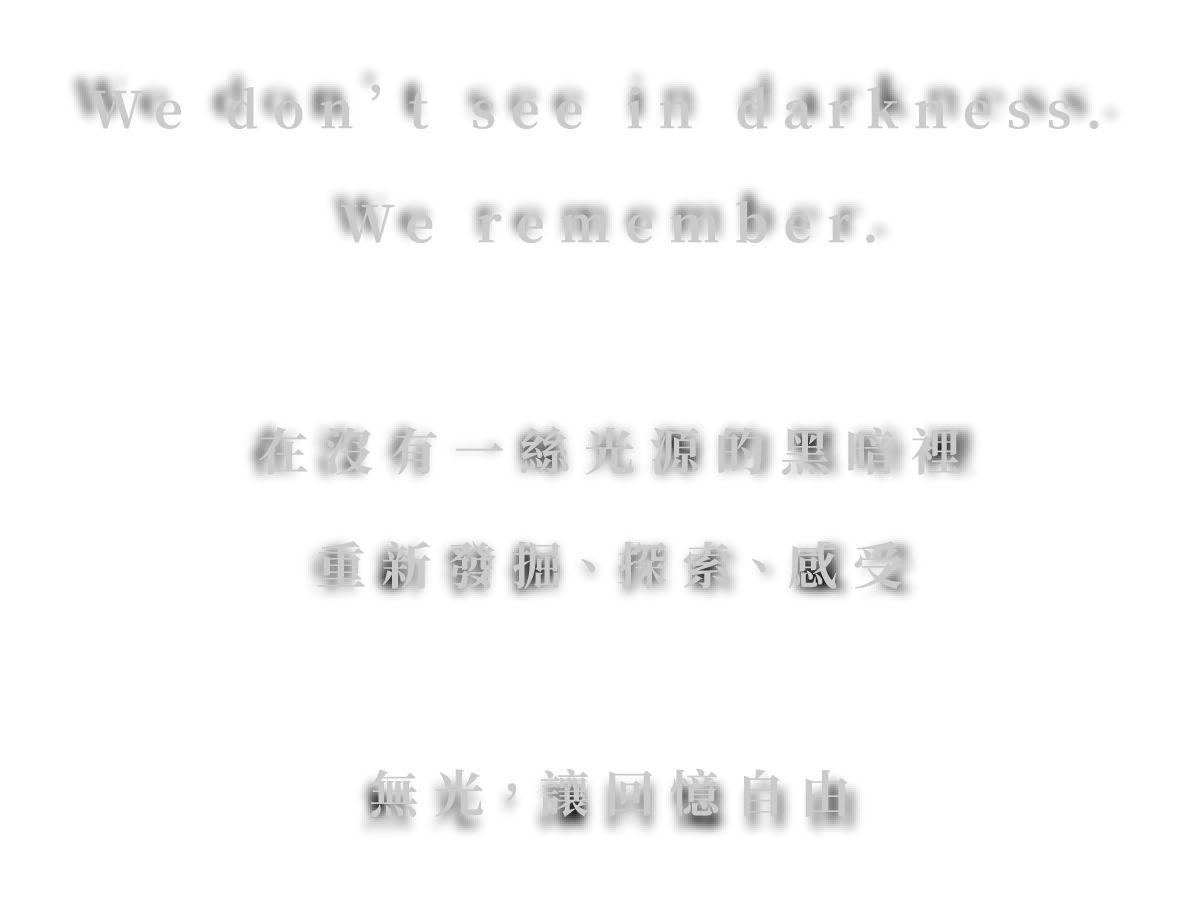 We don’t see in darkness.
We remember.
在沒有一絲光源的黑暗裡
重新發掘、探索、感受
無光，讓回憶自由